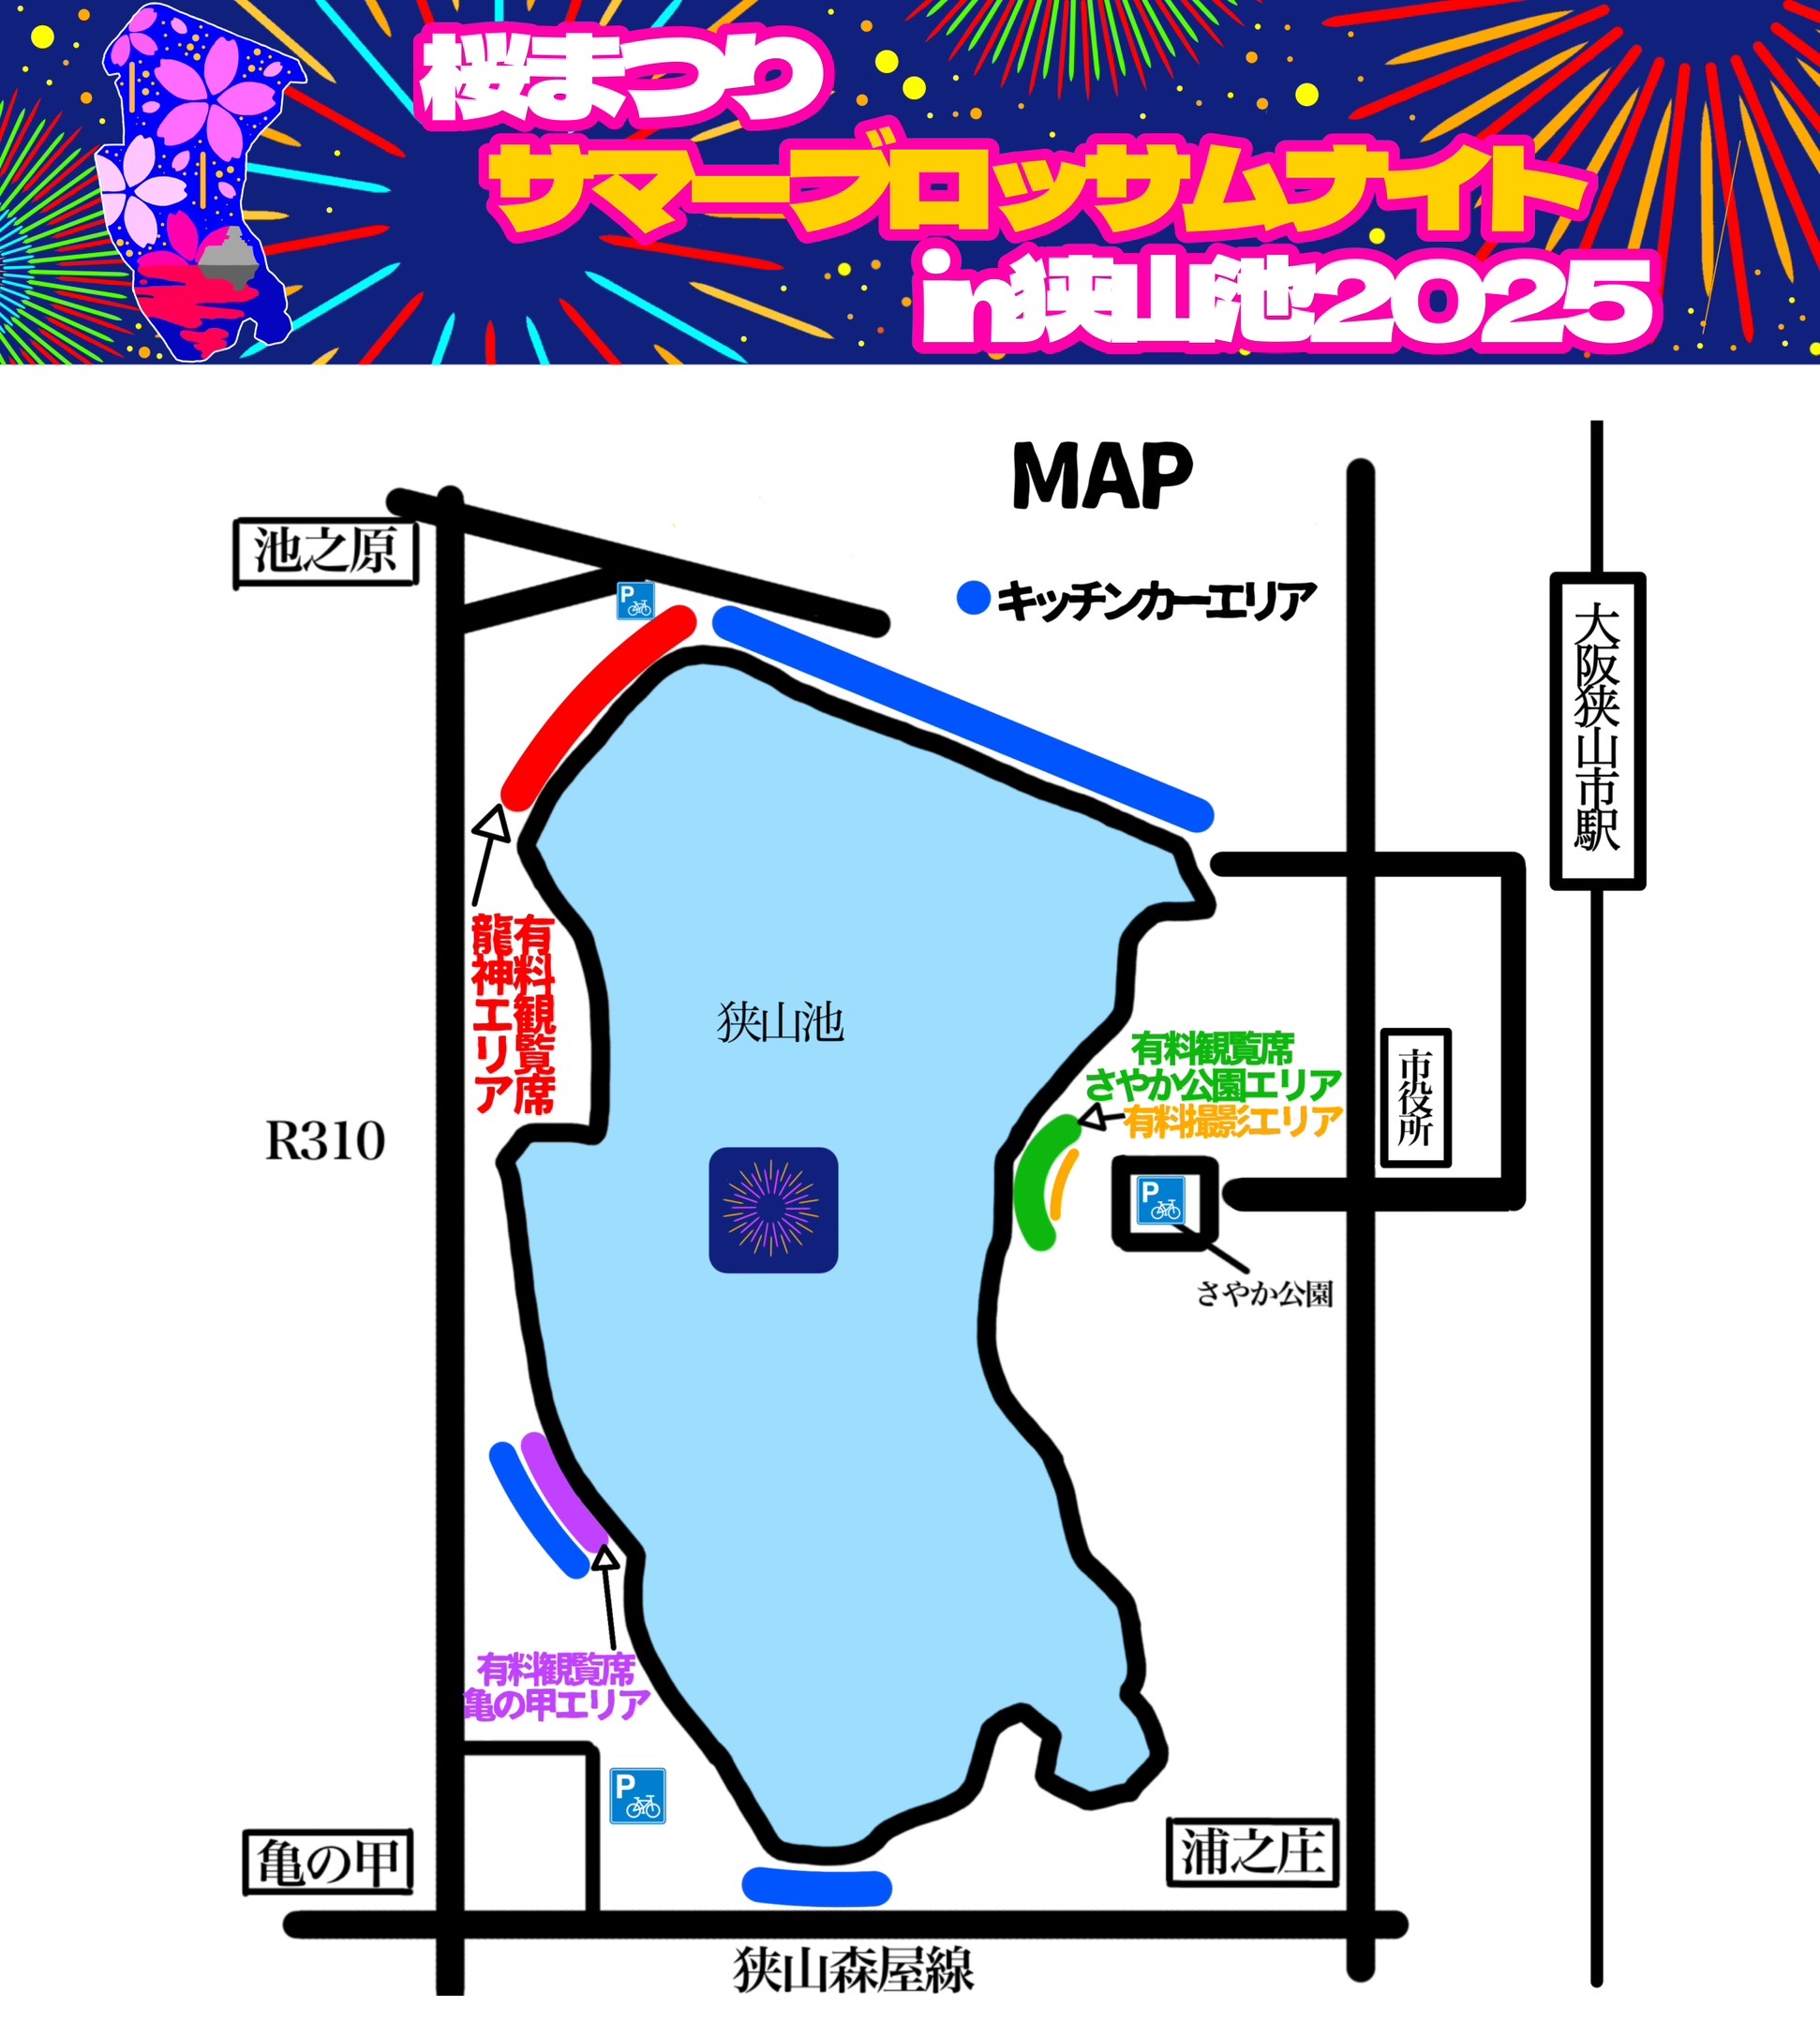 桜まつり
サマーブロッサムナイト
in狭山池2025
MAP
池之原
P
キッチンカーエリア
大阪狭山市駅
有料観覧席
龍神エリア
狭山池
有料観覧席
さやか公園エリア
有料撮影エリア
市役所
R310
P
さやか公園
有料観覧席
亀の甲エリア
P
亀の甲
浦之庄
狭山森屋線